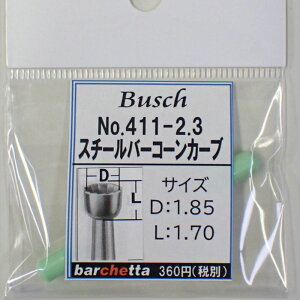 Busch
No.411-2.3
スチールバーコーンカーブ
D
L
サイズ
D:1.85
L:1.70
barchetta 360円(税別)